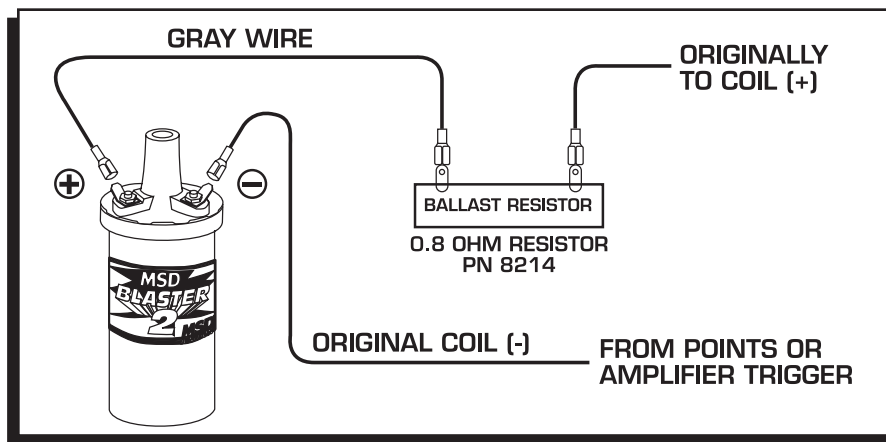 GRAY WIRE
ORIGINALLY
TO COIL (+)
+
−
BALLAST RESISTOR
0.8 OHM RESISTOR
PN 8214
MSD
BLASTER
2
MSD
ORIGINAL COIL (-)
FROM POINTS OR
AMPLIFIER TRIGGER